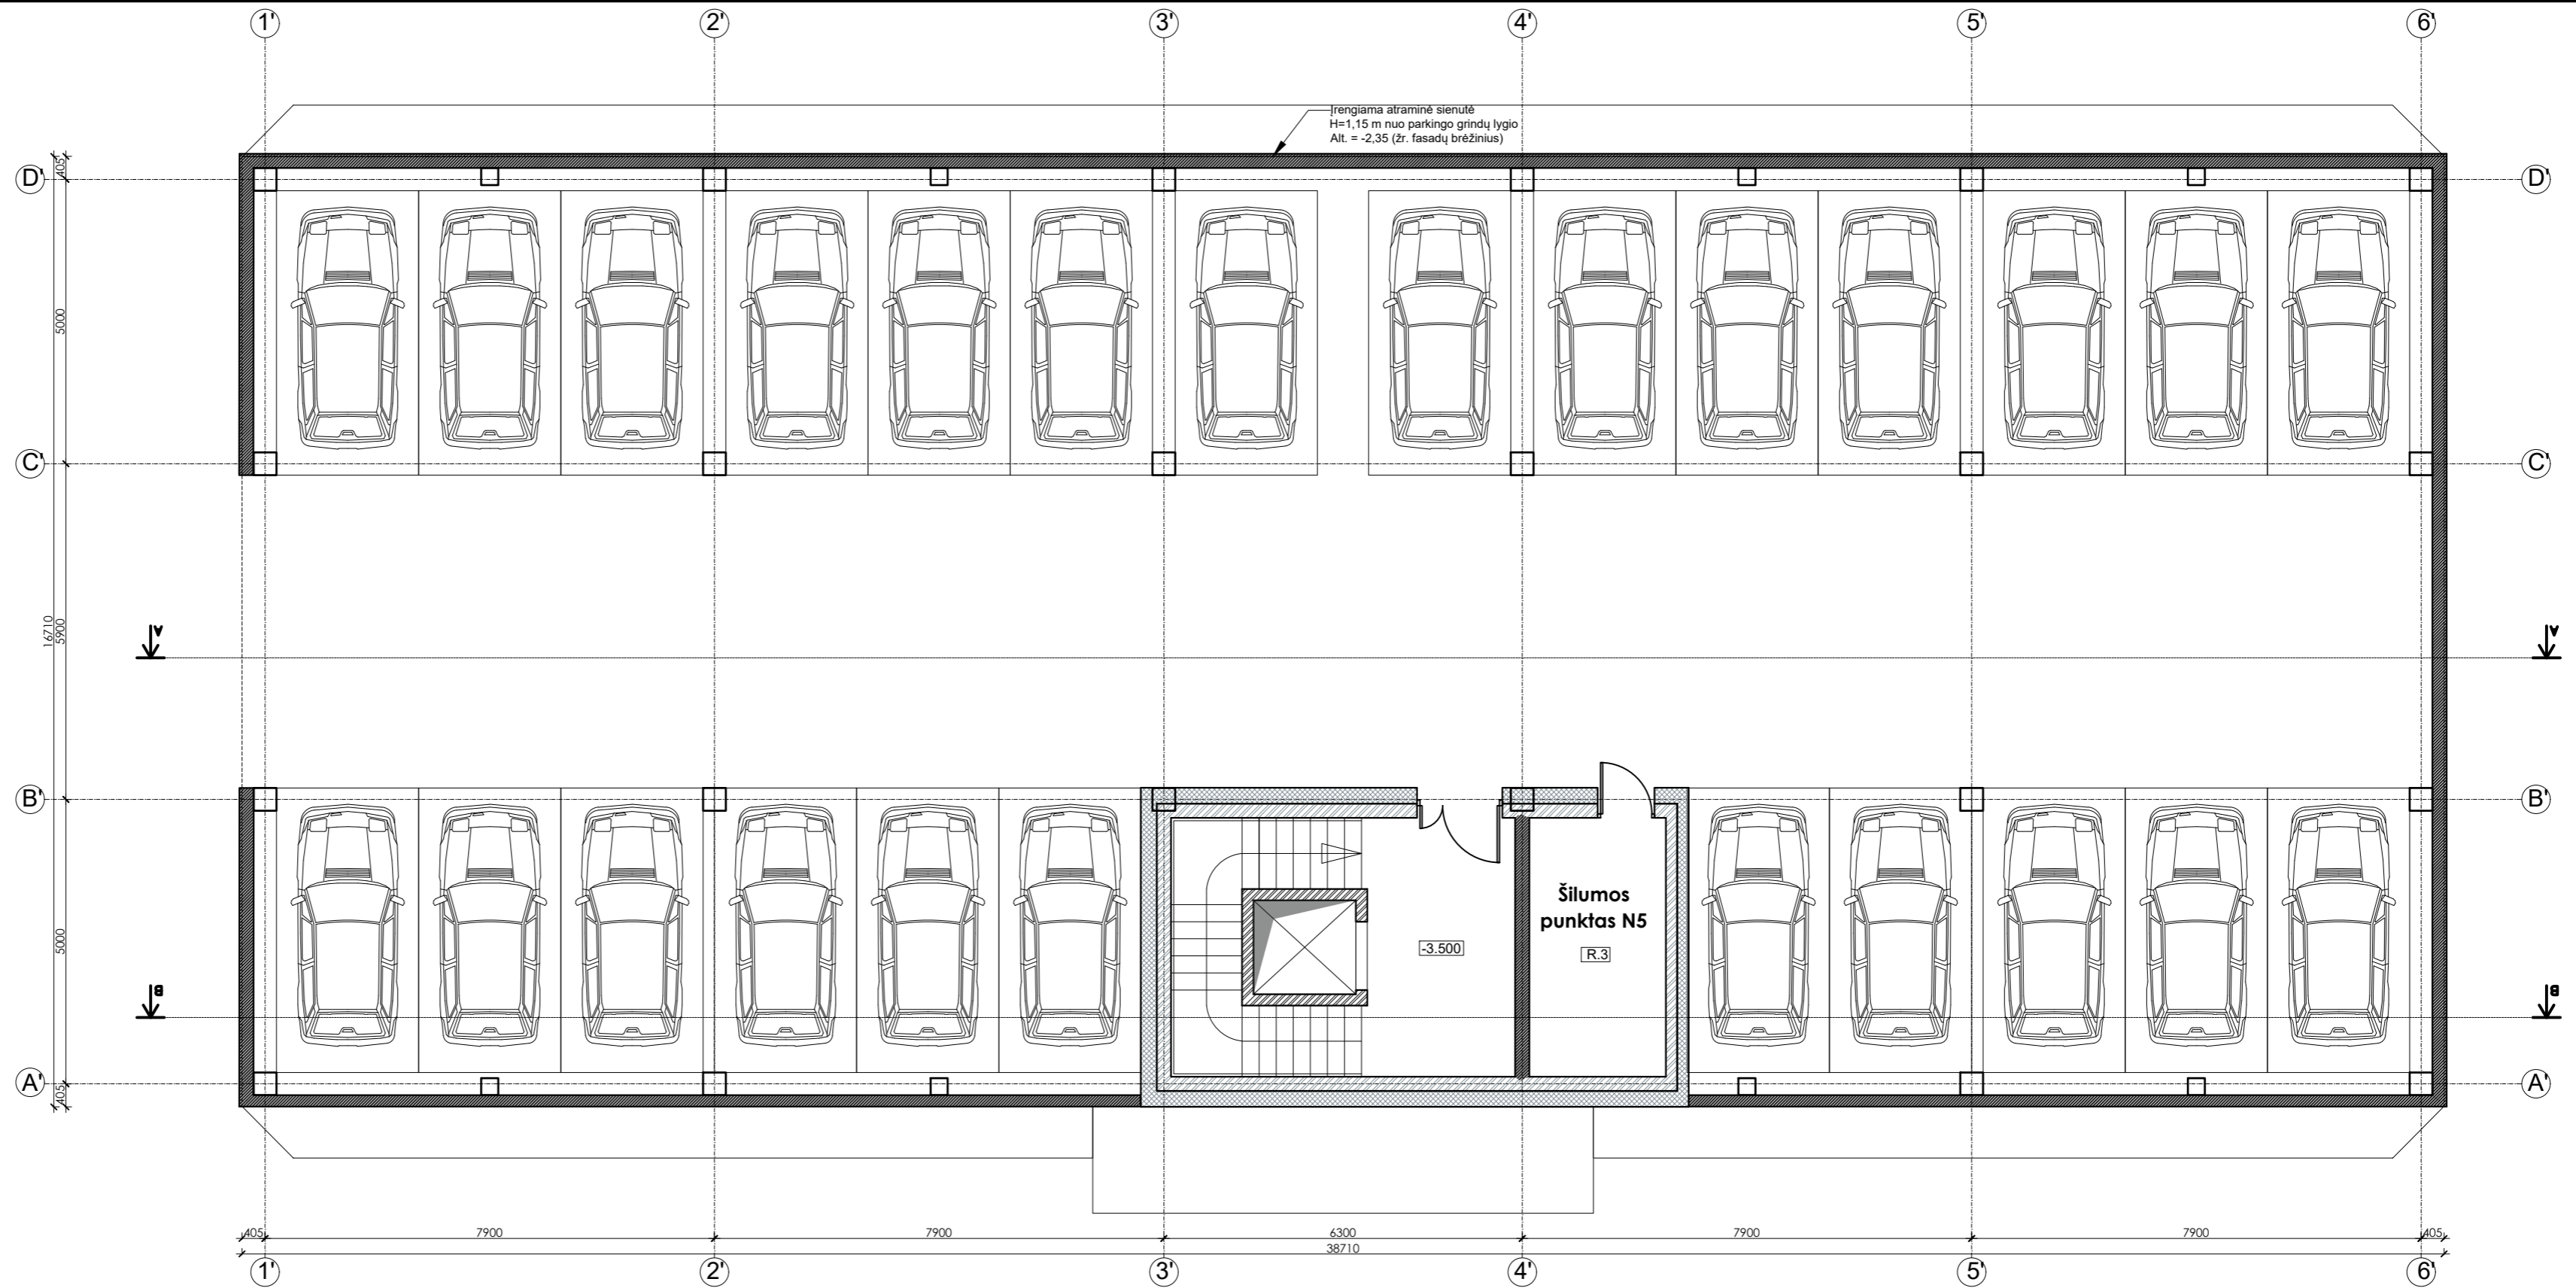 1' 2' 3' 4' 5' 6'
Įrengiama atraminė sienutė
H=1,15 m nuo parkingo grindų lygio
Alt. = -2,35 (žr. fasadų brėžinius)
405
D' D'
5000
C' C'
16710
5900
A A
B' B'
Šilumos
punktas N5
-3.500
R.3
5000
B B
A' A'
405
405 7900 7900 6300 7900 7900 405
38710
1' 2' 3' 4' 5' 6'